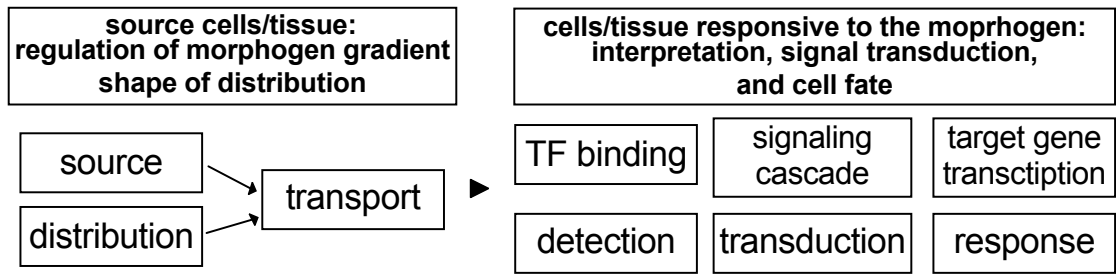 source cells/tissue:
regulation of morphogen gradient
shape of distribution
cells/tissue responsive to the moprhogen:
interpretation, signal transduction,
and cell fate
source
distribution
transport
TF binding
signaling
cascade
target gene
transctiption
detection
transduction
response